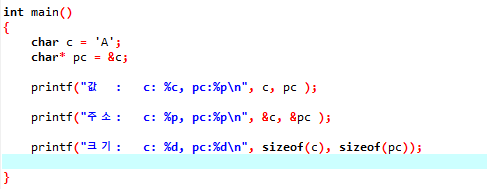 int main()
{
char c = 'A';
char* pc = &c;
printf("값 : c: %c, pc:%p\n", c, pc );
printf("주소 : c: %p, pc:%p\n", &c, &pc );
printf("크기 : c: %d, pc:%d\n", sizeof(c), sizeof(pc));
}